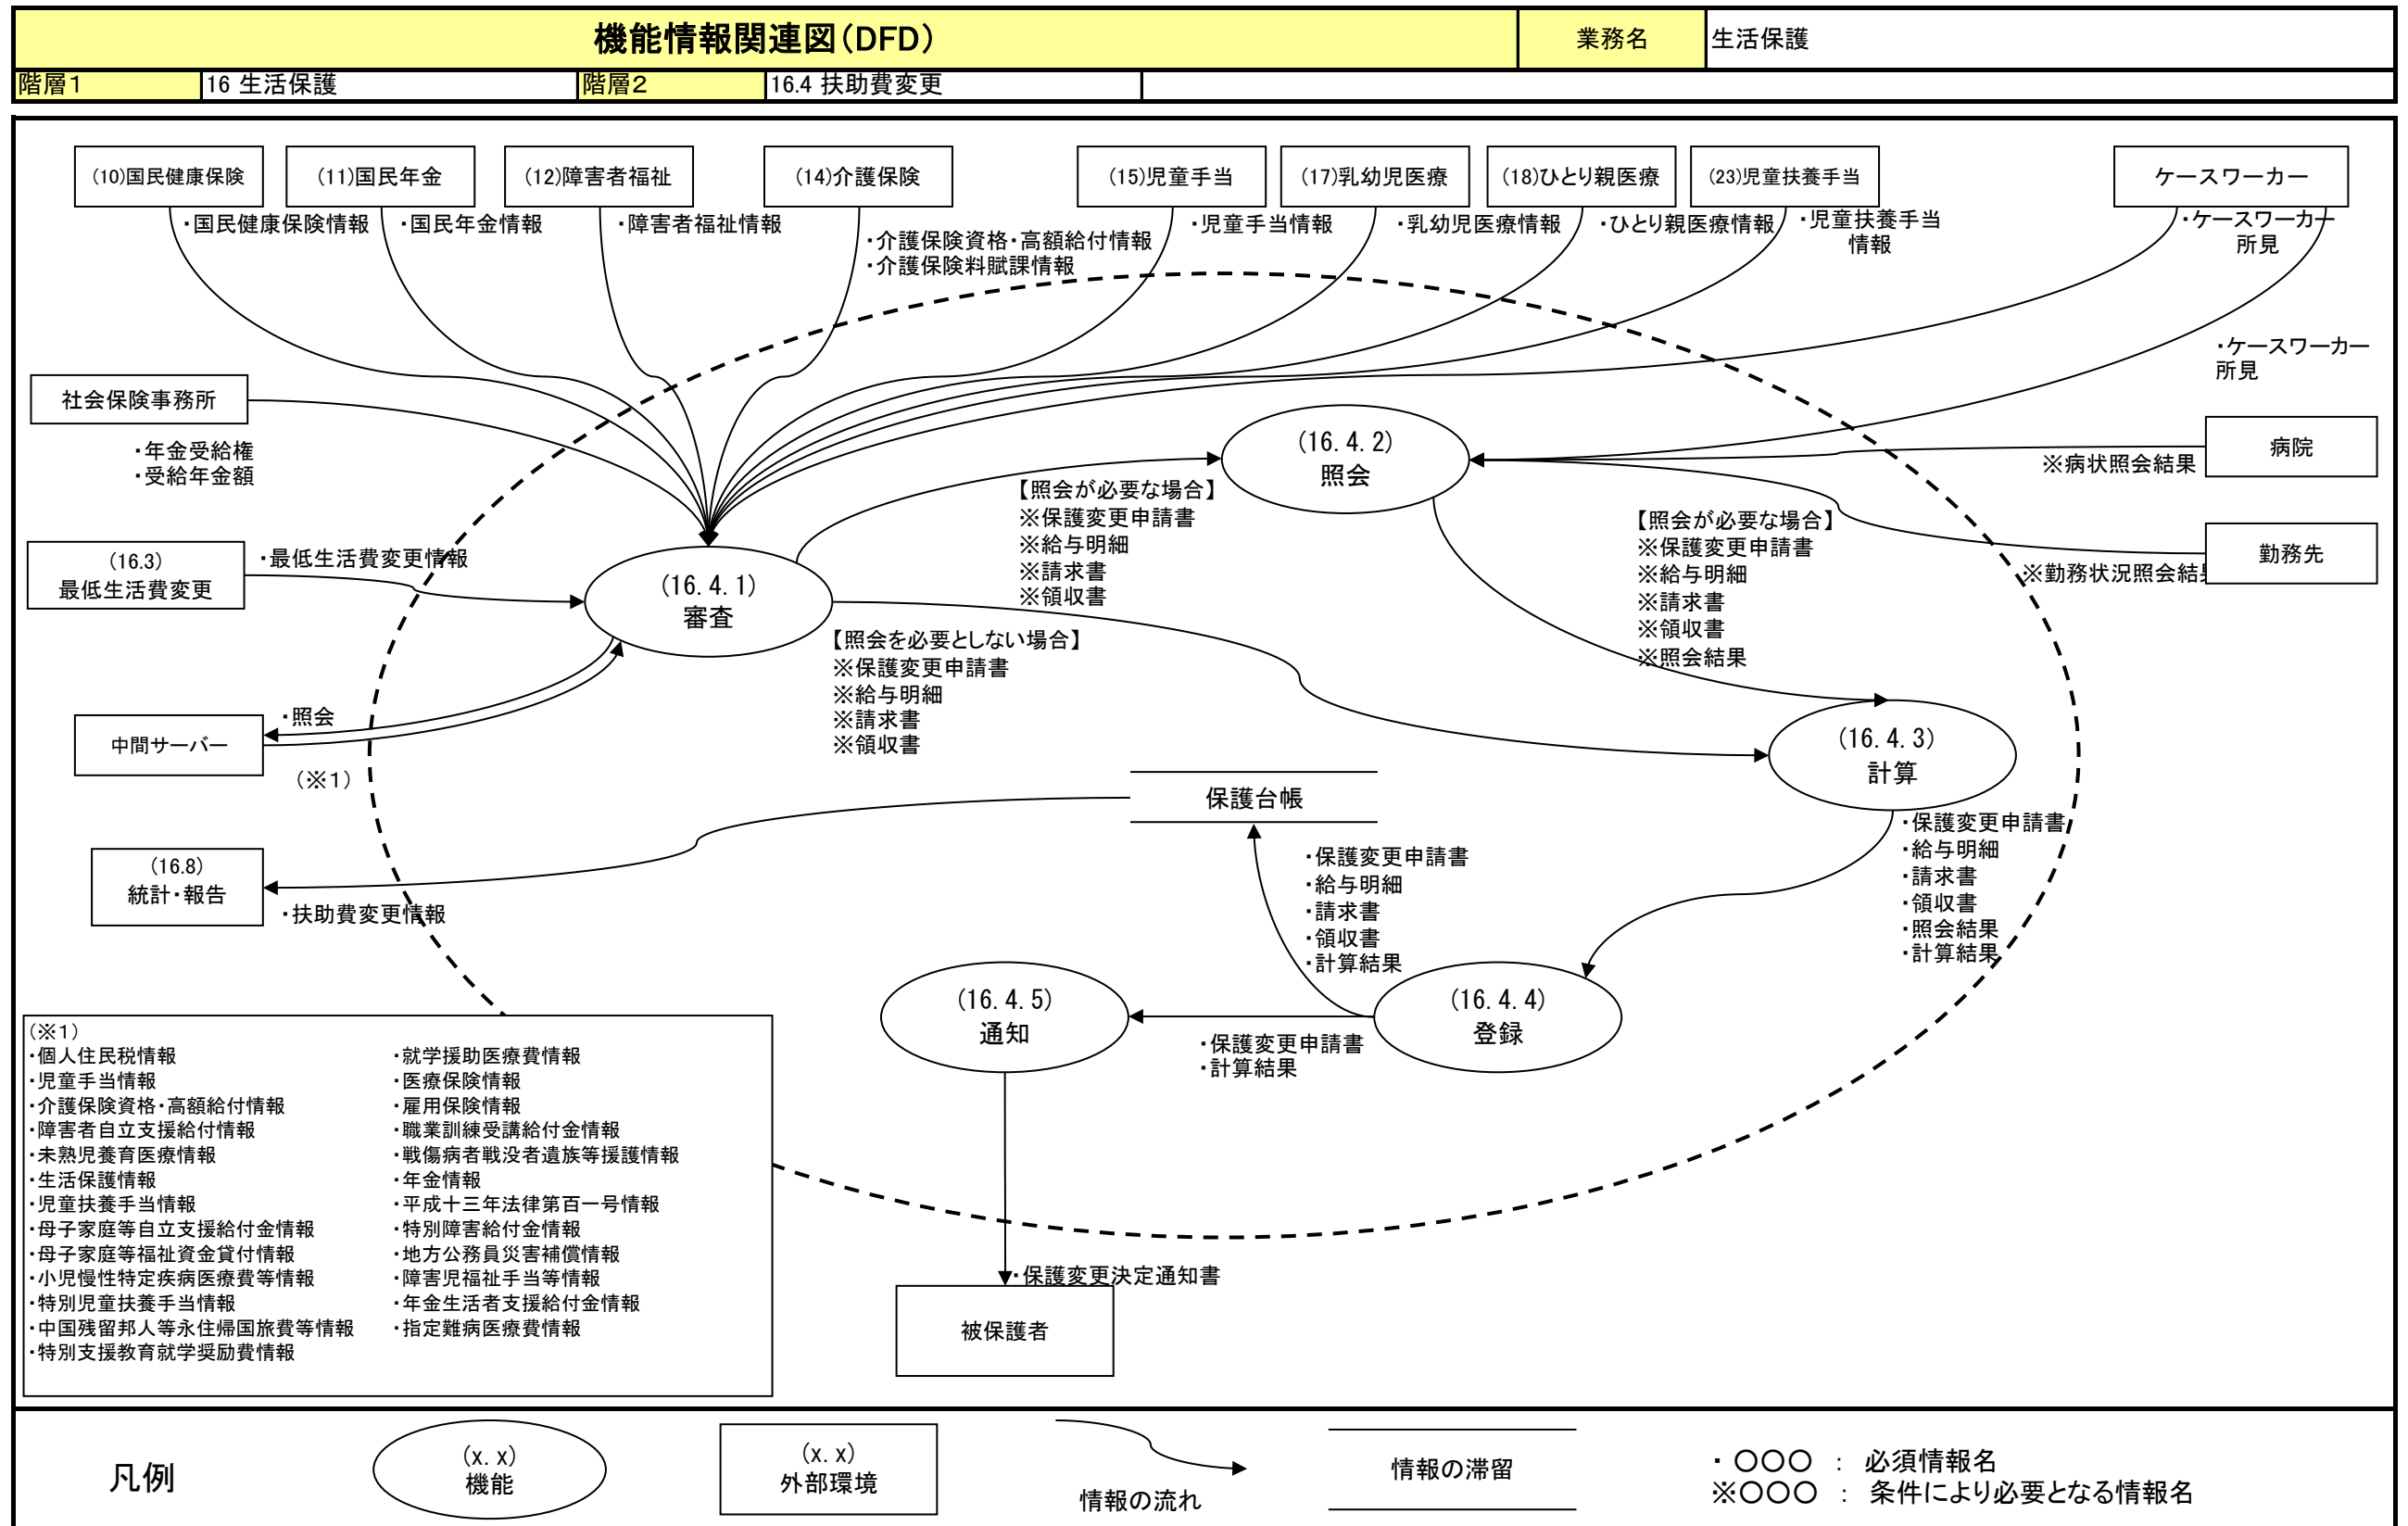 機能情報関連図（DFD）
業務名
生活保護
階層１
16 生活保護
階層２
16.4 扶助費変更
(10)国民健康保険
(11)国民年金
(12)障害者福祉
(14)介護保険
(15)児童手当
(17)乳幼児医療
(18)ひとり親医療
(23)児童扶養手当
ケースワーカー
・国民健康保険情報
・国民年金情報
・障害者福祉情報
・介護保険資格・高額給付情報
・介護保険料賦課情報
・児童手当情報
・乳幼児医療情報
・ひとり親医療情報
・児童扶養手当
情報
・ケースワーカー
所見
・ケースワーカー
所見
社会保険事務所
・年金受給権
・受給年金額
(16.4.2)
照会
病院
※病状照会結果
【照会が必要な場合】
※保護変更申請書
※給与明細
※請求書
※領収書
【照会が必要な場合】
※保護変更申請書
※給与明細
※請求書
※領収書
※照会結果
勤務先
※勤務状況照会結
(16.3)
最低生活費変更
・最低生活費変更情報
(16.4.1)
審査
【照会を必要としない場合】
※保護変更申請書
※給与明細
※請求書
※領収書
中間サーバー
・照会
（※１）
(16.4.3)
計算
保護台帳
・保護変更申請書
・給与明細
・請求書
・領収書
・照会結果
・計算結果
・保護変更申請書
・給与明細
・請求書
・領収書
・計算結果
(16.8)
統計・報告
・扶助費変更情報
(16.4.5)
通知
(16.4.4)
登録
・保護変更申請書
・計算結果
（※１）
・個人住民税情報
・児童手当情報
・介護保険資格・高額給付情報
・障害者自立支援給付情報
・未熟児養育医療情報
・生活保護情報
・児童扶養手当情報
・母子家庭等自立支援給付金情報
・母子家庭等福祉資金貸付情報
・小児慢性特定疾病医療費等情報
・特別児童扶養手当情報
・中国残留邦人等永住帰国旅費等情報
・特別支援教育就学奨励費情報
・就学援助医療費情報
・医療保険情報
・雇用保険情報
・職業訓練受講給付金情報
・戦傷病者戦没者遺族等援護情報
・年金情報
・平成十三年法律第百一号情報
・特別障害給付金情報
・地方公務員災害補償情報
・障害児福祉手当等情報
・年金生活者支援給付金情報
・指定難病医療費情報
・保護変更決定通知書
被保護者
凡例
(x.x)
機能
(x.x)
外部環境
情報の流れ
情報の滞留
・ 〇〇〇 ： 必須情報名
※〇〇〇 ： 条件により必要となる情報名